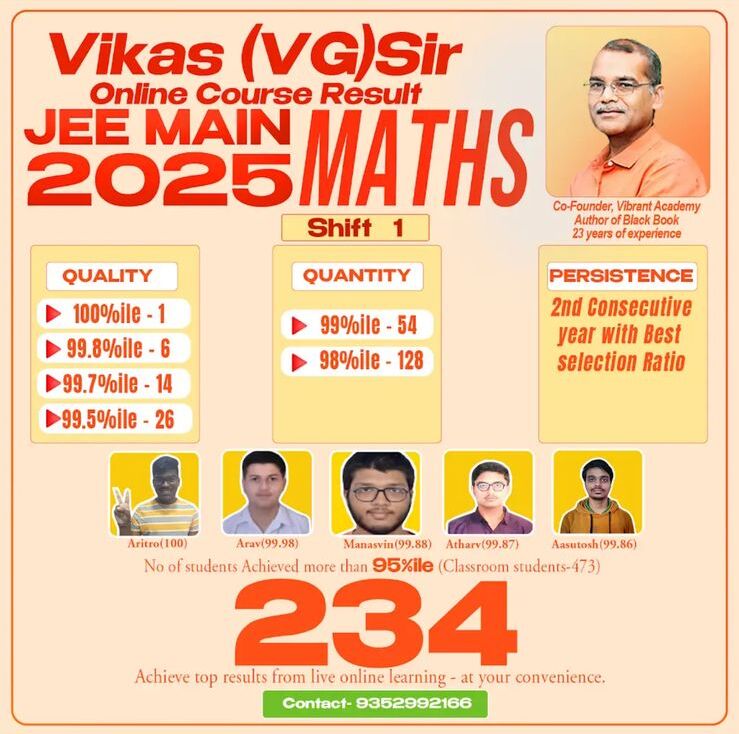 Vikas (VG)Sir
Online Course Result
JEE MAIN
2025
MATHS
Co-Founder, Vibrant Academy
Author of Black Book
23 years of experience
Shift 1
QUALITY
100%ile - 1
99.8%ile - 6
99.7%ile - 14
99.5%ile - 26
QUANTITY
99%ile - 54
98%ile - 128
PERSISTENCE
2nd Consecutive
year with Best
selection Ratio
Aritro(100)
Arav(99.98)
Manasvin(99.88)
Atharv(99.87)
Aasutosh(99.86)
No of students Achieved more than 95%ile (Classroom students-473)
234
Achieve top results from live online learning - at your convenience.
Contact- 9352992166